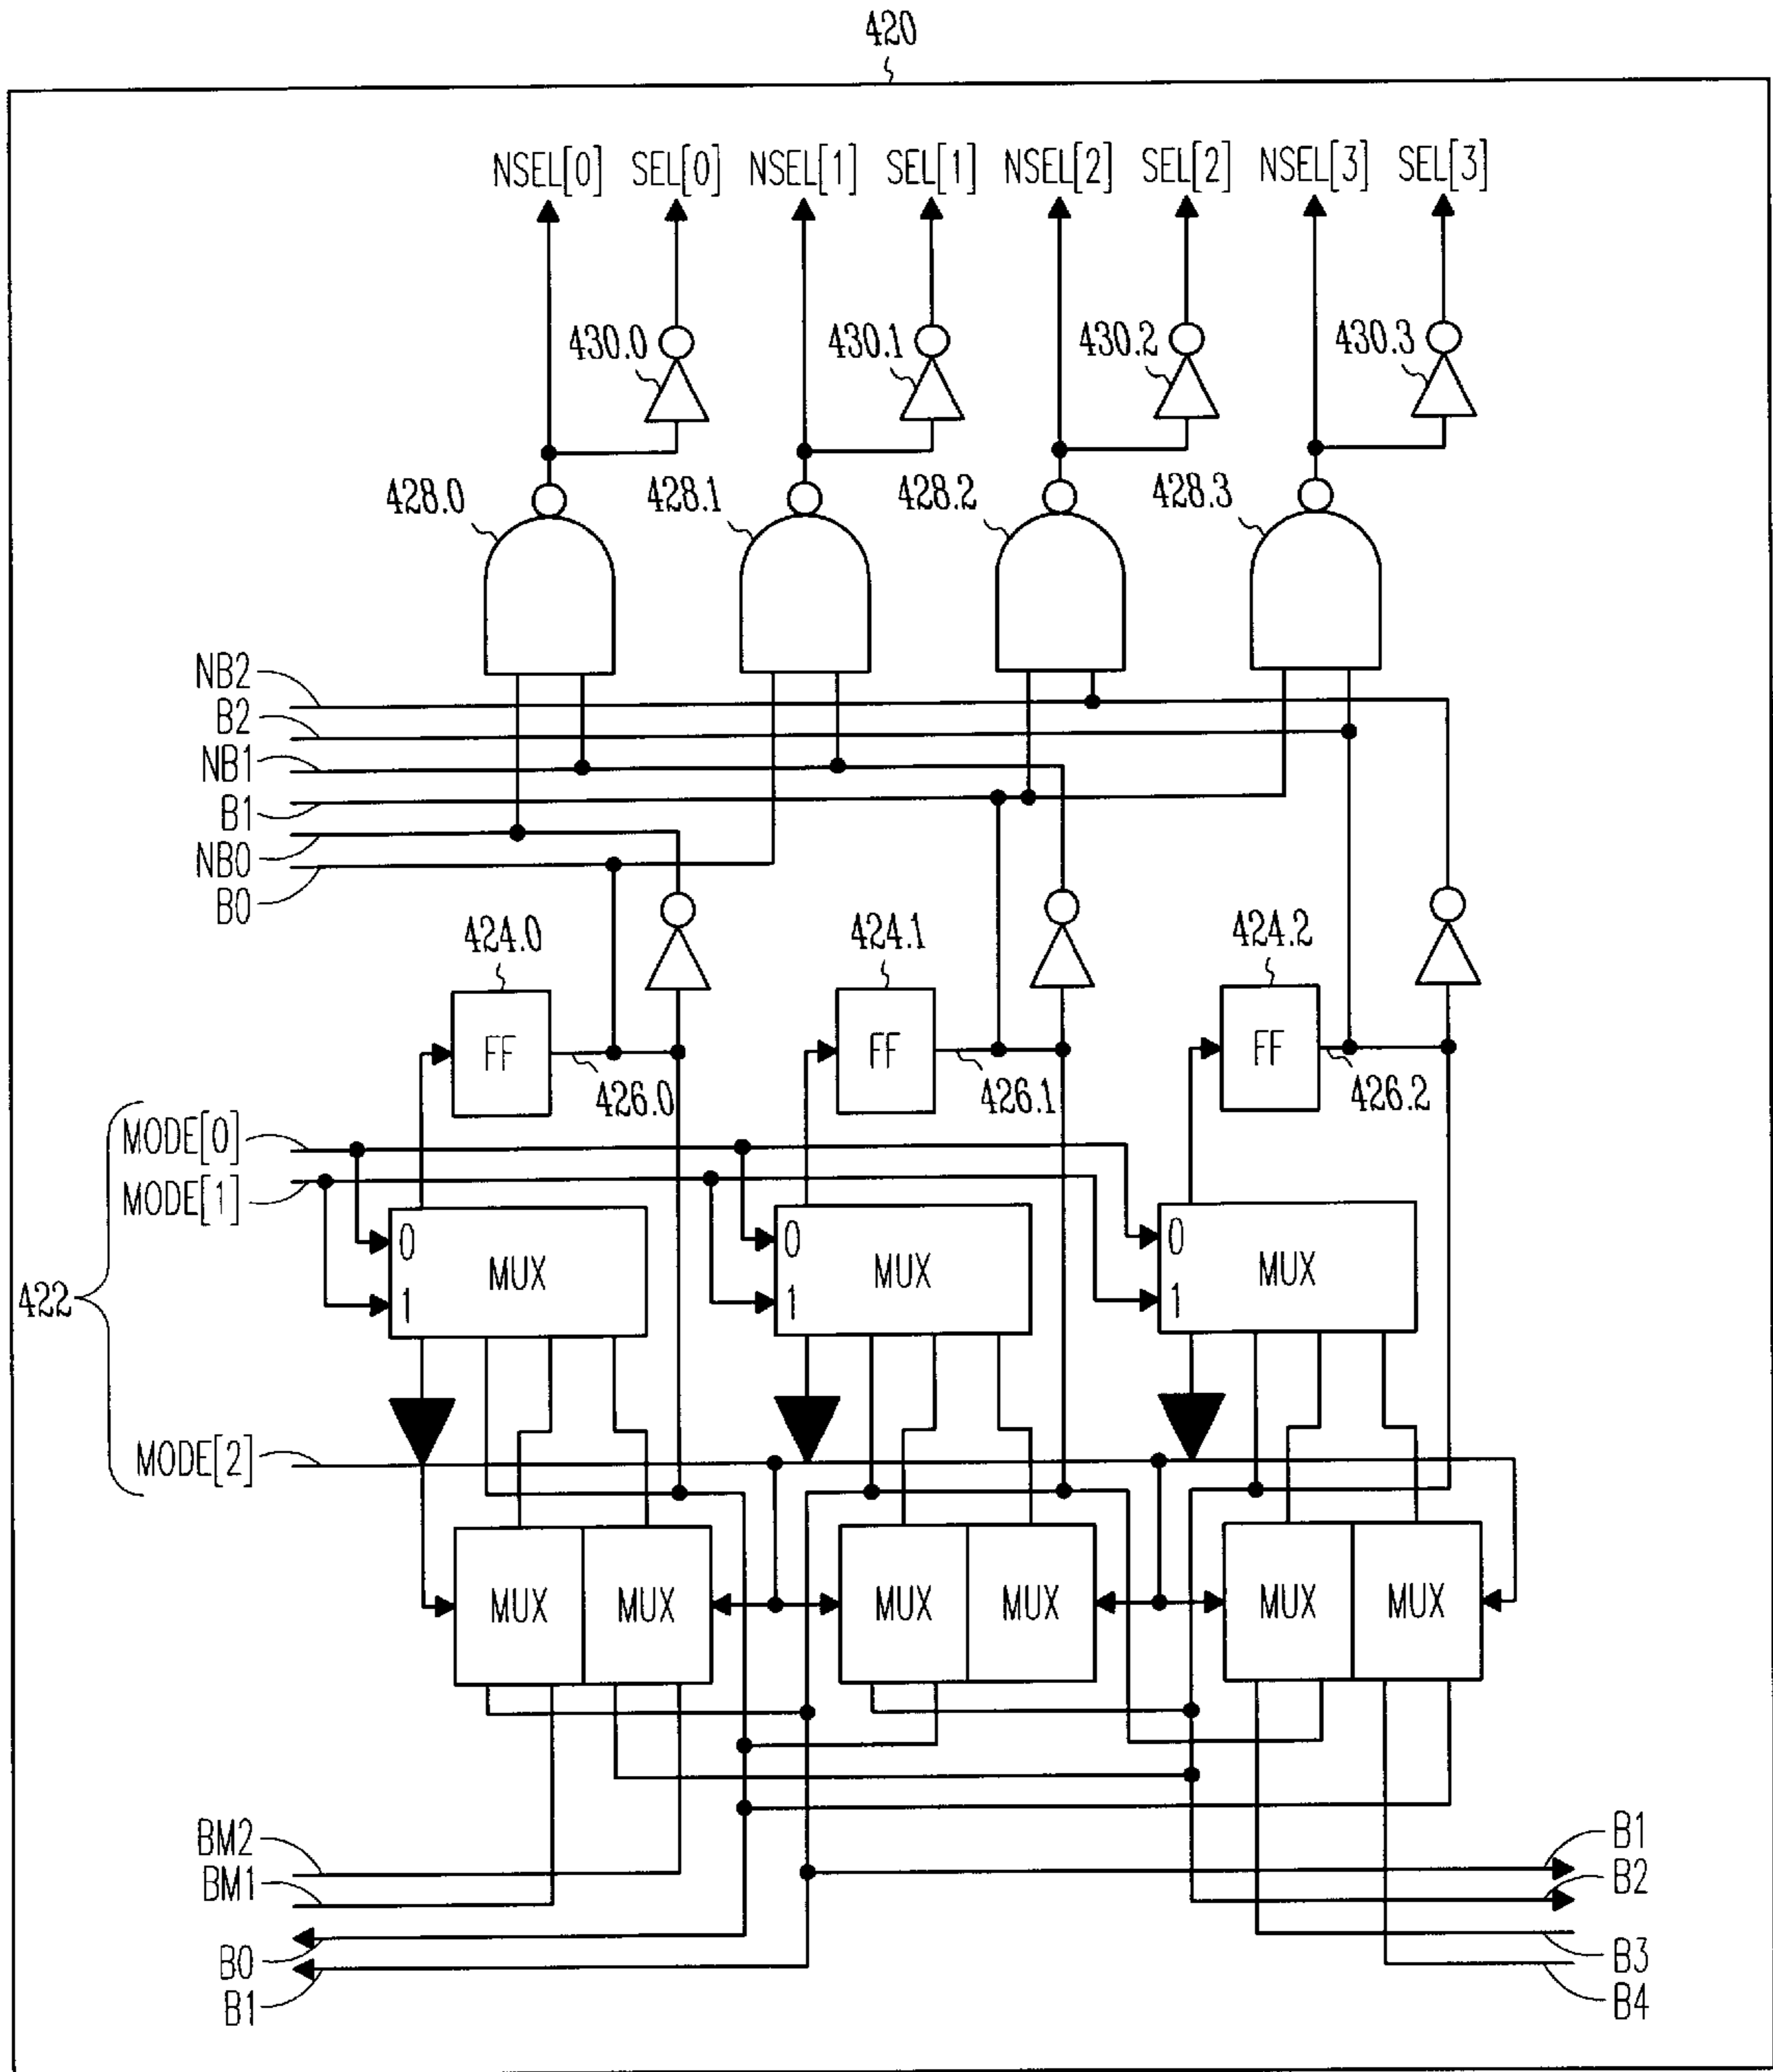 420
NSEL[0] SEL[0] NSEL[1] SEL[1] NSEL[2] SEL[2] NSEL[3] SEL[3]
430.0 430.1 430.2 430.3
428.0 428.1 428.2 428.3
NB2
B2
NB1
B1
NB0
B0
424.0 424.1 424.2
FF FF FF
426.0 426.1 426.2
MODE[0]
MODE[1]
0 0 0
MUX MUX MUX
422
1 1 1
MODE[2]
MUX MUX MUX MUX MUX MUX
BM2 B1
BM1 B2
B0 B3
B1 B4